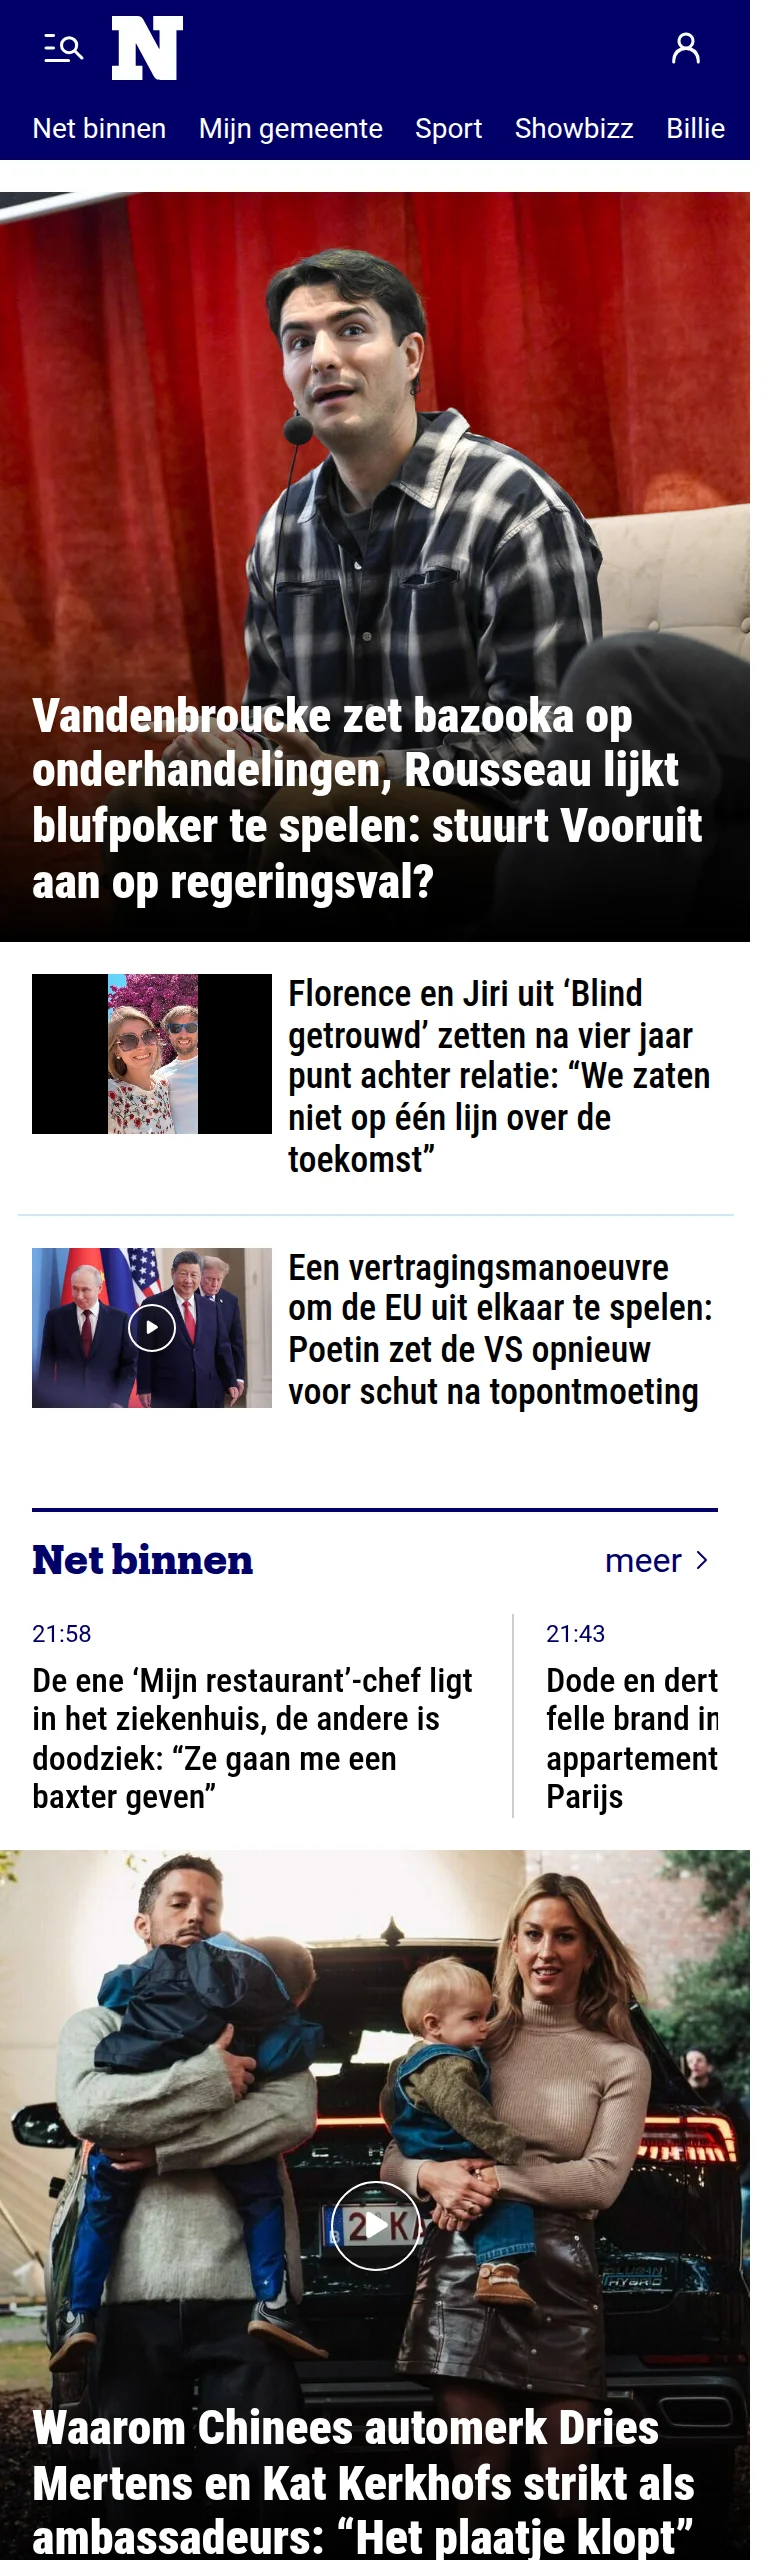 N
Net binnen Mijn gemeente Sport Showbizz Billie
Vandenbroucke zet bazooka op
onderhandelingen, Rousseau lijkt
blufpoker te spelen: stuurt Vooruit
aan op regeringsval?
Florence en Jiri uit ‘Blind
getrouwd’ zetten na vier jaar
punt achter relatie: “We zaten
niet op één lijn over de
toekomst”
Een vertragingsmanoeuvre
om de EU uit elkaar te spelen:
Poetin zet de VS opnieuw
voor schut na topontmoeting
Net binnen
meer
21:58
De ene ‘Mijn restaurant’-chef ligt
in het ziekenhuis, de andere is
doodziek: “Ze gaan me een
baxter geven”
21:43
Dode en dert
felle brand in
appartement
Parijs
PLUG-IN
HYBRID
Waarom Chinees automerk Dries
Mertens en Kat Kerkhofs strikt als
ambassadeurs: “Het plaatje klopt”